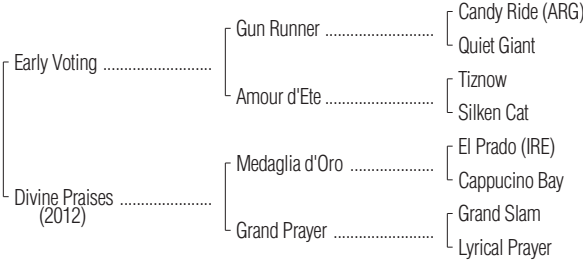 Candy Ride (ARG)
Gun Runner ..........................
Quiet Giant
Early Voting ..........................
Tiznow
Amour d'Ete ..........................
Silken Cat
El Prado (IRE)
Medaglia d'Oro ....................
Cappucino Bay
Divine Praises ......................
(2012)
Grand Slam
Grand Prayer ........................
Lyrical Prayer